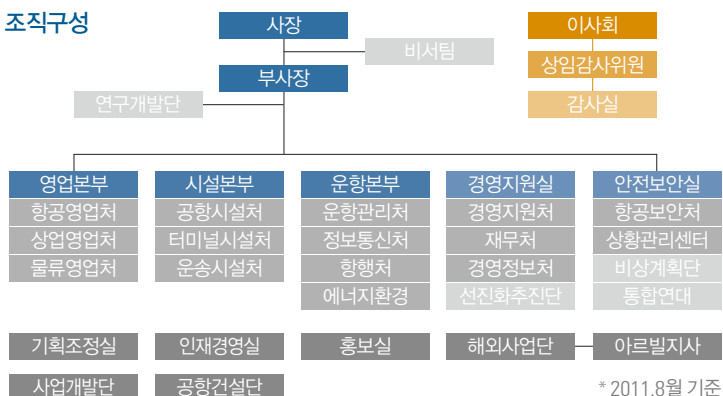 조직구성
사장
이사회
비서팀
상임감사위원
부사장
연구개발단
감사실
영업본부 시설본부 운항본부 경영지원실 안전보안실
항공영업처 공항시설처 운항관리처 경영지원처 항공보안처
상업영업처 터미널시설처 정보통신처 재무처 상황관리센터
물류영업처 운송시설처 항행처 경영정보처 비상계획단
에너지환경 선진화추진단 통합연대
기획조정실 인재경영실 홍보실 해외사업단 아르빌지사
사업개발단 공항건설단
* 2011.8월 기준